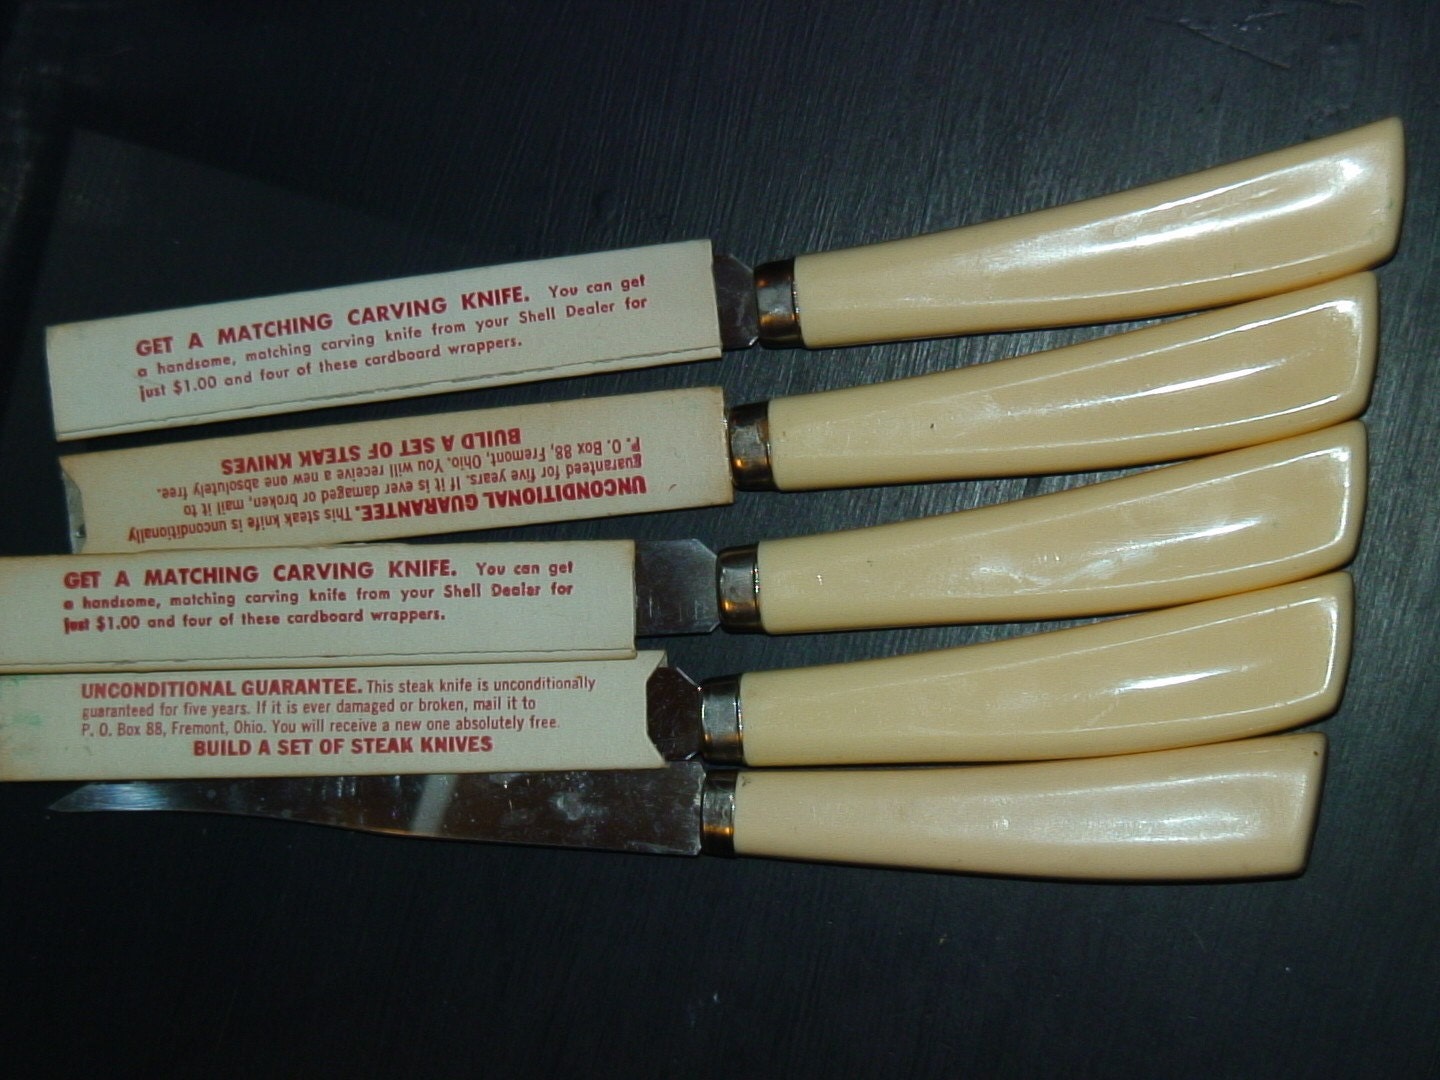 GET A MATCHING CARVING KNIFE. You can get
a handsome, matching carving knife from your Shell Dealer for
just $1.00 and four of these cardboard wrappers.
UNCONDITIONAL GUARANTEE. This steak knife is unconditionally
guaranteed for five years. If it is ever damaged or broken, mail it to
P. O. Box 88, Fremont, Ohio. You will receive a new one absolutely free.
BUILD A SET OF STEAK KNIVES
GET A MATCHING CARVING KNIFE. You can get
a handsome, matching carving knife from your Shell Dealer for
just $1.00 and four of these cardboard wrappers.
UNCONDITIONAL GUARANTEE. This steak knife is unconditionally
guaranteed for five years. If it is ever damaged or broken, mail it to
P. O. Box 88, Fremont, Ohio. You will receive a new one absolutely free.
BUILD A SET OF STEAK KNIVES